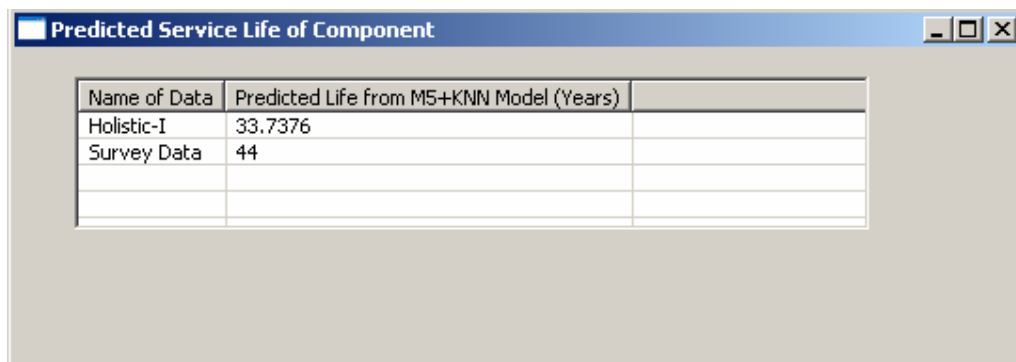 Predicted Service Life of Component
Name of Data Predicted Life from M5+KNN Model (Years)
Holistic-I 33.7376
Survey Data 44